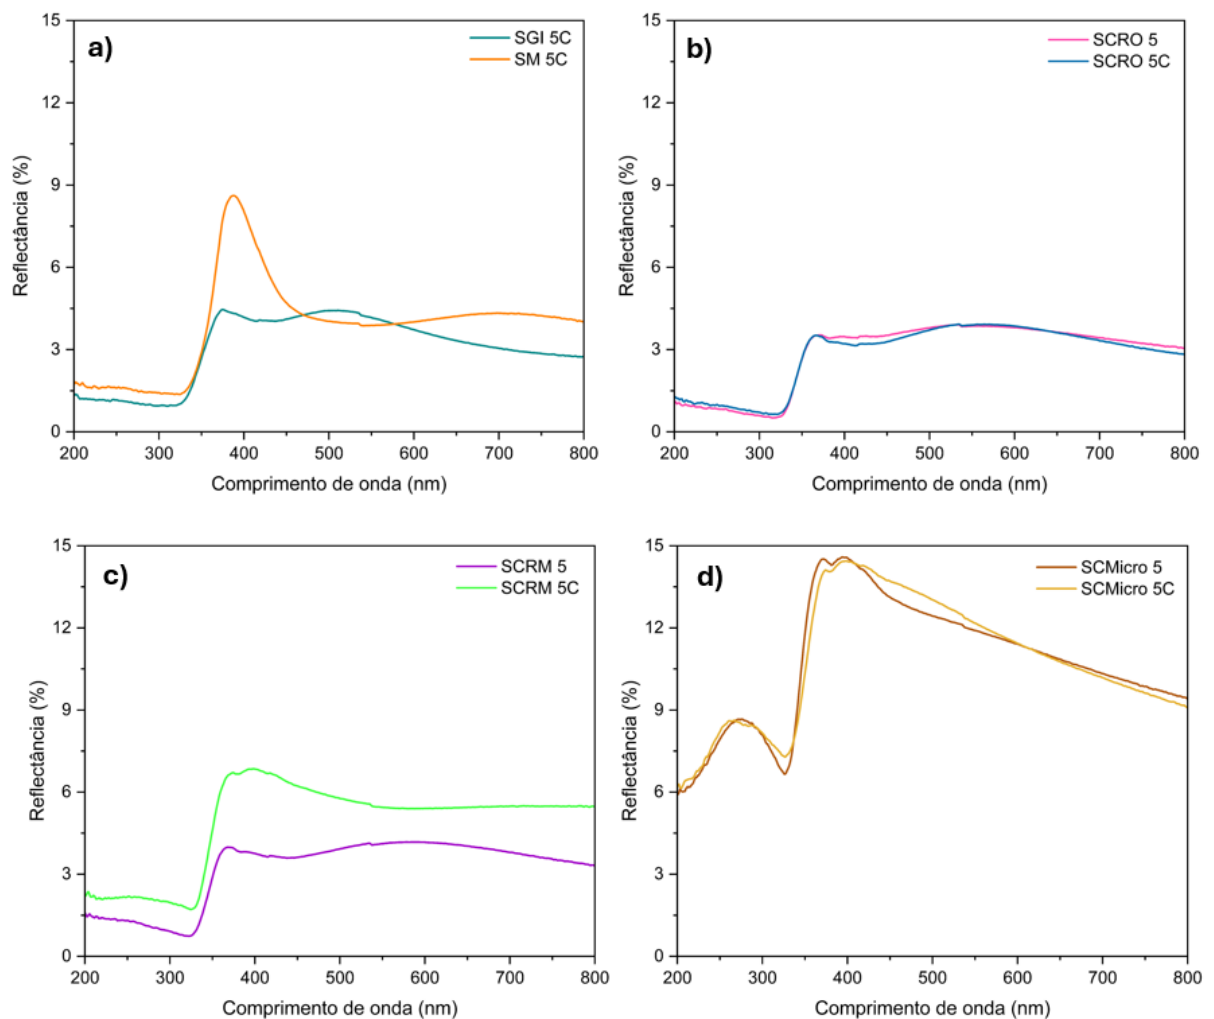 a)
SGI 5C
SM 5C
15
12
9
6
3
0
Reflectância (%)
200 300 400 500 600 700 800
Comprimento de onda (nm)
b)
SCRO 5
SCRO 5C
15
12
9
6
3
0
Reflectância (%)
200 300 400 500 600 700 800
Comprimento de onda (nm)
c)
SCRM 5
SCRM 5C
15
12
9
6
3
0
Reflectância (%)
200 300 400 500 600 700 800
Comprimento de onda (nm)
d)
SCMicro 5
SCMicro 5C
15
12
9
6
3
0
Reflectância (%)
200 300 400 500 600 700 800
Comprimento de onda (nm)